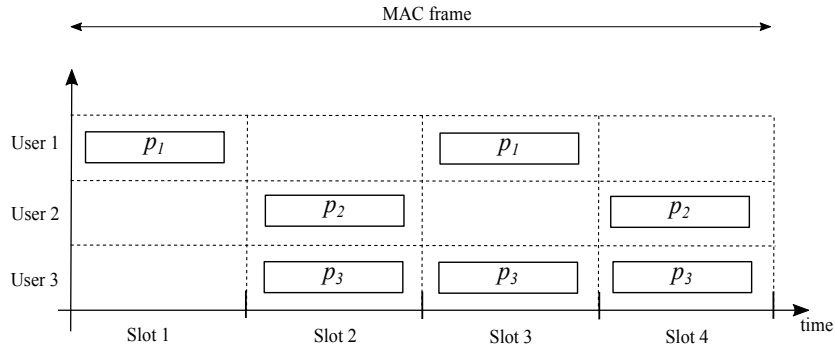 MAC frame
User 1 p1 p1
User 2 p2 p2
User 3 p3 p3 p3
time
Slot 1 Slot 2 Slot 3 Slot 4